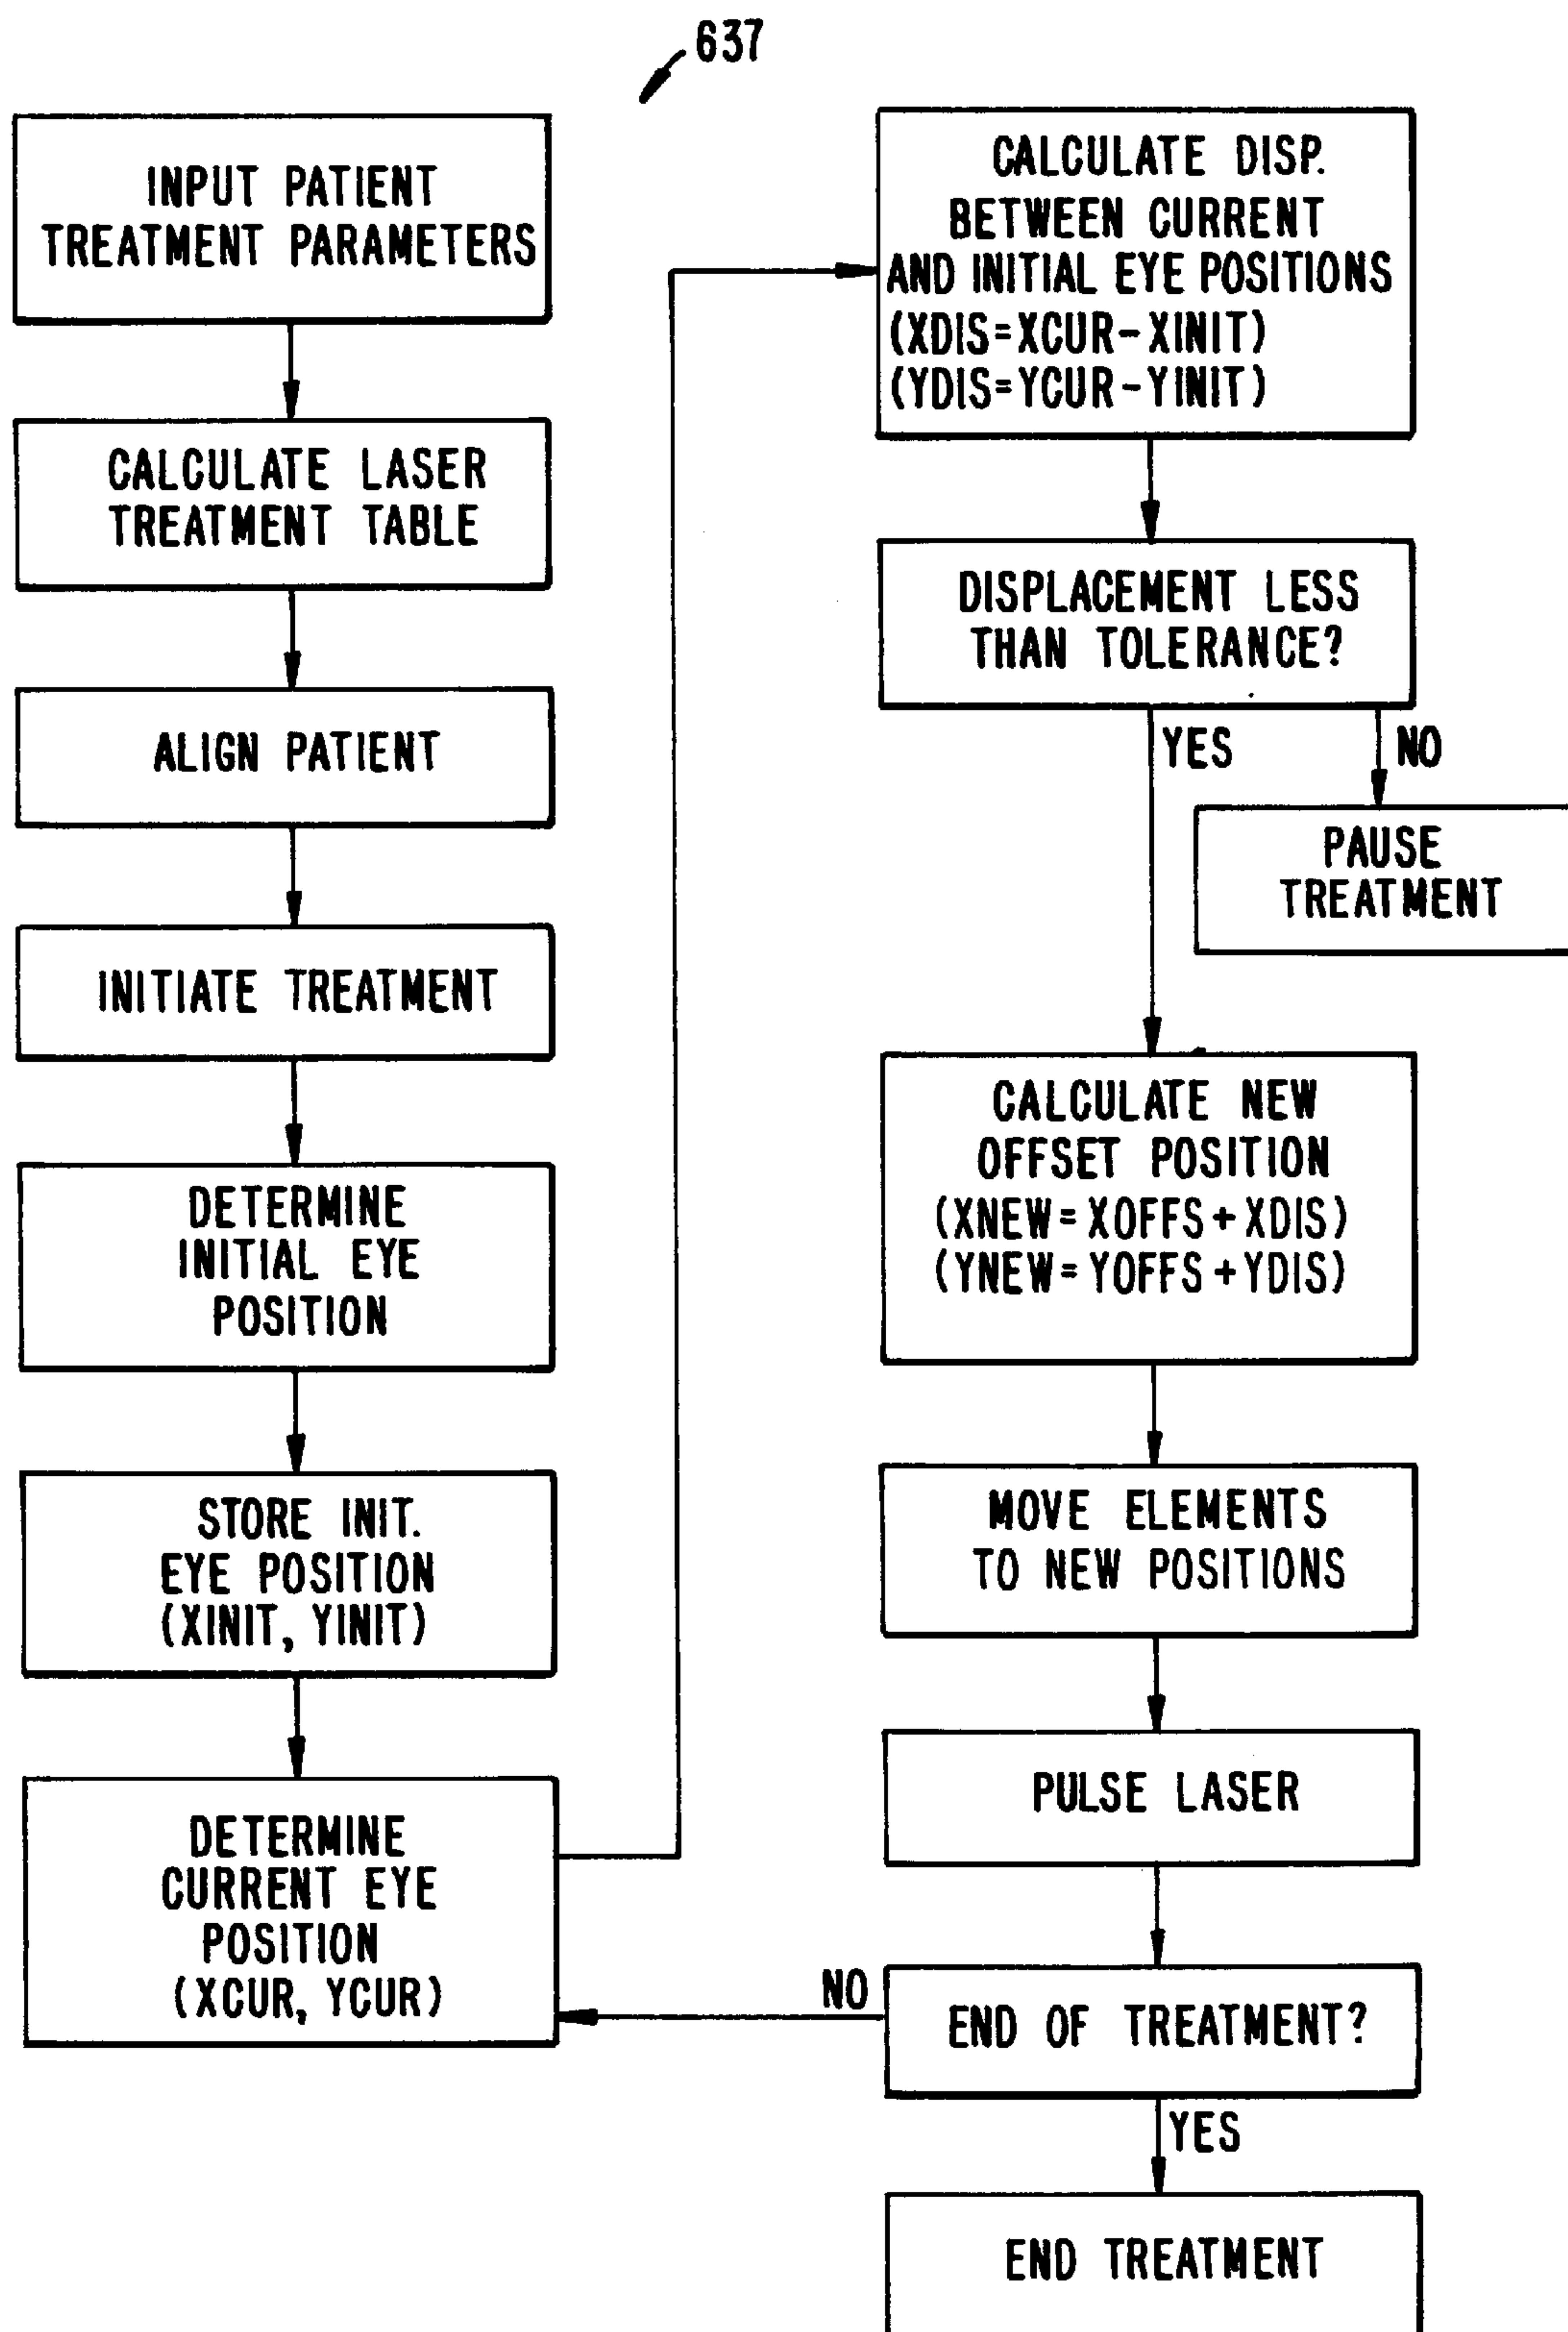 637
INPUT PATIENT
TREATMENT PARAMETERS
CALCULATE LASER
TREATMENT TABLE
ALIGN PATIENT
INITIATE TREATMENT
DETERMINE
INITIAL EYE
POSITION
STORE INIT.
EYE POSITION
(XINIT, YINIT)
DETERMINE
CURRENT EYE
POSITION
(XCUR, YCUR)
CALCULATE DISP.
BETWEEN CURRENT
AND INITIAL EYE POSITIONS
(XDIS=XCUR-XINIT)
(YDIS=YCUR-YINIT)
DISPLACEMENT LESS
THAN TOLERANCE?
YES
NO
PAUSE
TREATMENT
CALCULATE NEW
OFFSET POSITION
(XNEW=XOFFS+XDIS)
(YNEW=YOFFS+YDIS)
MOVE ELEMENTS
TO NEW POSITIONS
PULSE LASER
END OF TREATMENT?
NO
YES
END TREATMENT